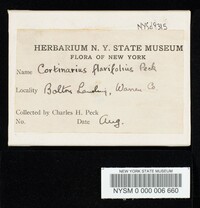 NYSf4315
HERBARIUM N. Y. STATE MUSEUM
FLORA OF NEW YORK
Name Cortinarius flavifolius Peck
Locality Bolton Landing, Warren Co.
Collected by Charles H. Peck
No. Date Aug.
NEW YORK STATE MUSEUM
NYSM 0 000 006 660